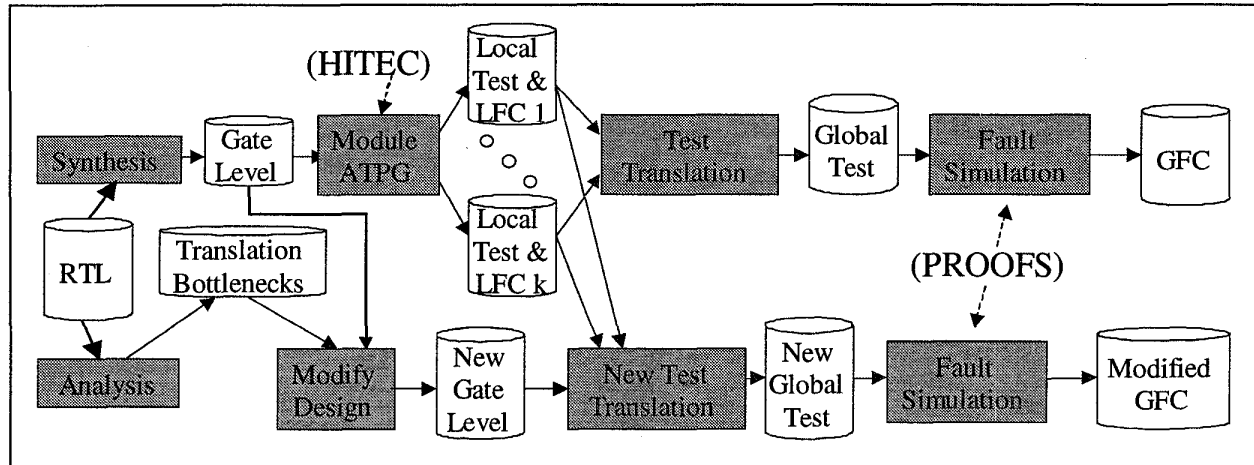 (HITEC)
Local
Test &
LFC 1
Synthesis
Gate
Level
Module
ATPG
Test
Translation
Global
Test
Fault
Simulation
GFC
Local
Test &
LFC k
RTL
Translation
Bottlenecks
(PROOFS)
Analysis
Modify
Design
New
Gate
Level
New Test
Translation
New
Global
Test
Fault
Simulation
Modified
GFC